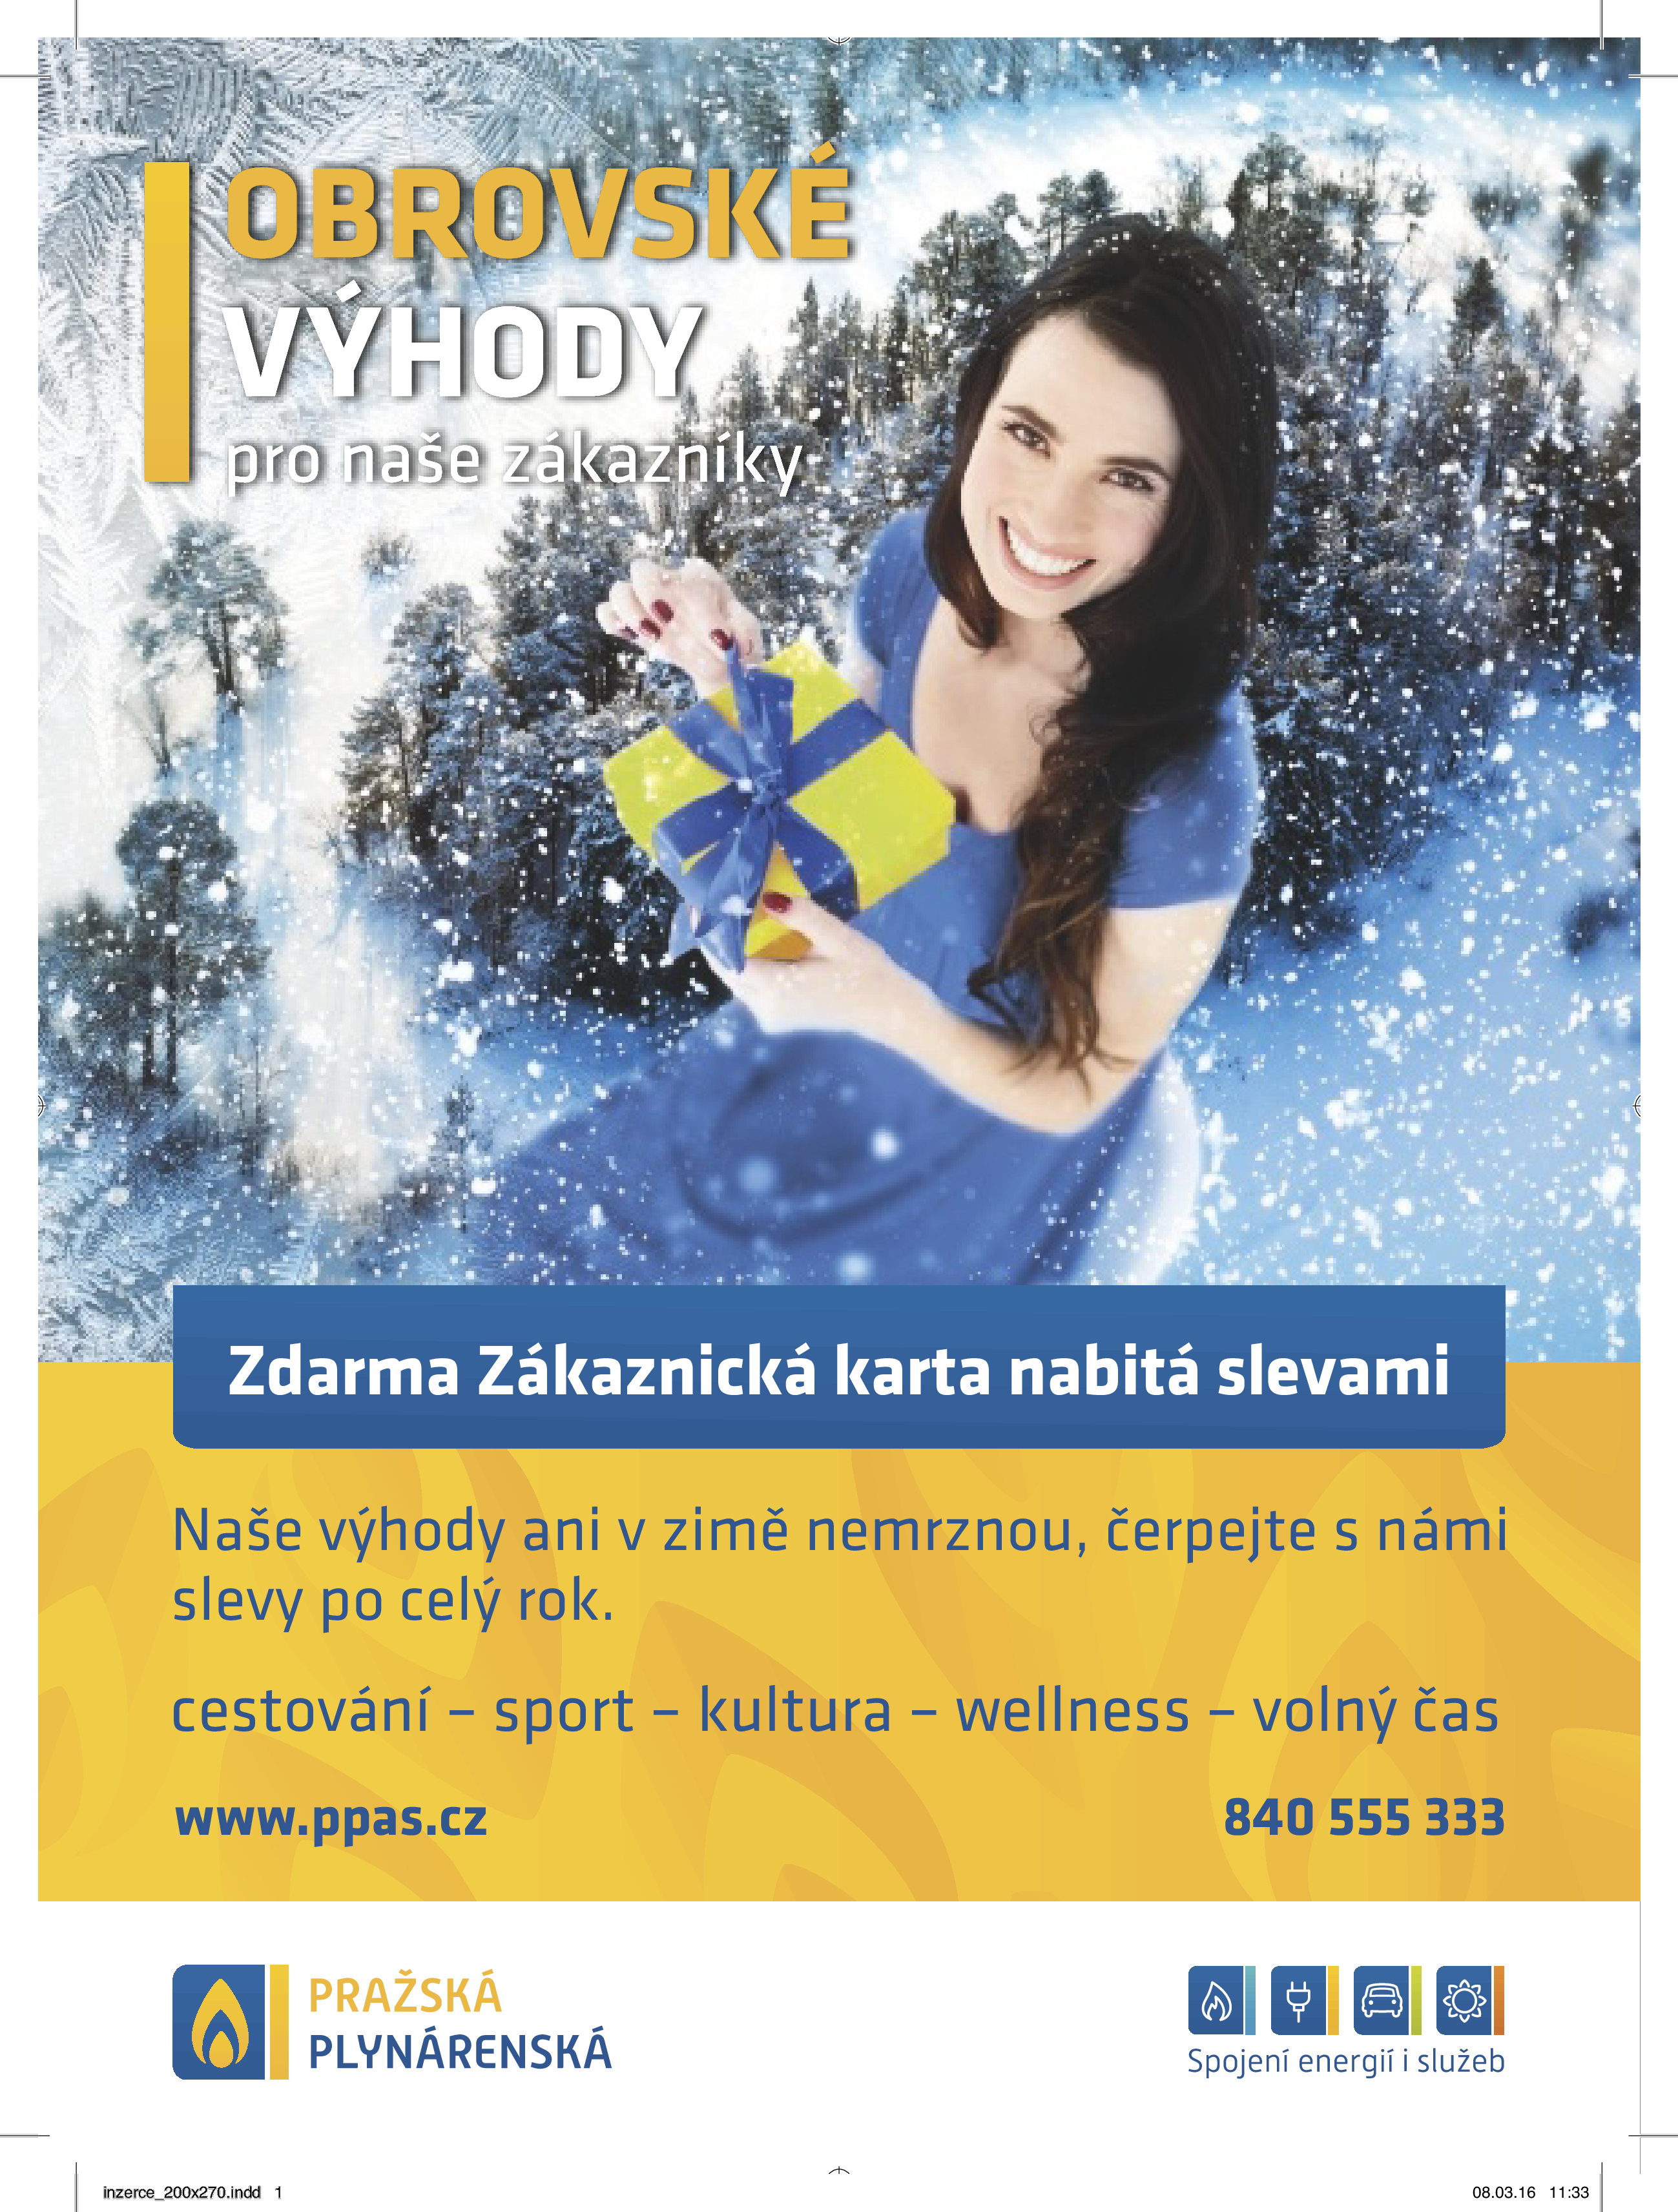 OBROVSKÉ
VÝHODY
pro naše zákazníky
Zdarma Zákaznická karta nabitá slevami
Naše výhody ani v zimě nemrznou, čerpejte s námi
slevy po celý rok.
cestování – sport – kultura – wellness – volný čas
www.ppas.cz
840 555 333
PRAŽSKÁ
PLYNÁRENSKÁ
Spojení energií i služeb
inzerce_200x270.indd 1
08.03.16 11:33